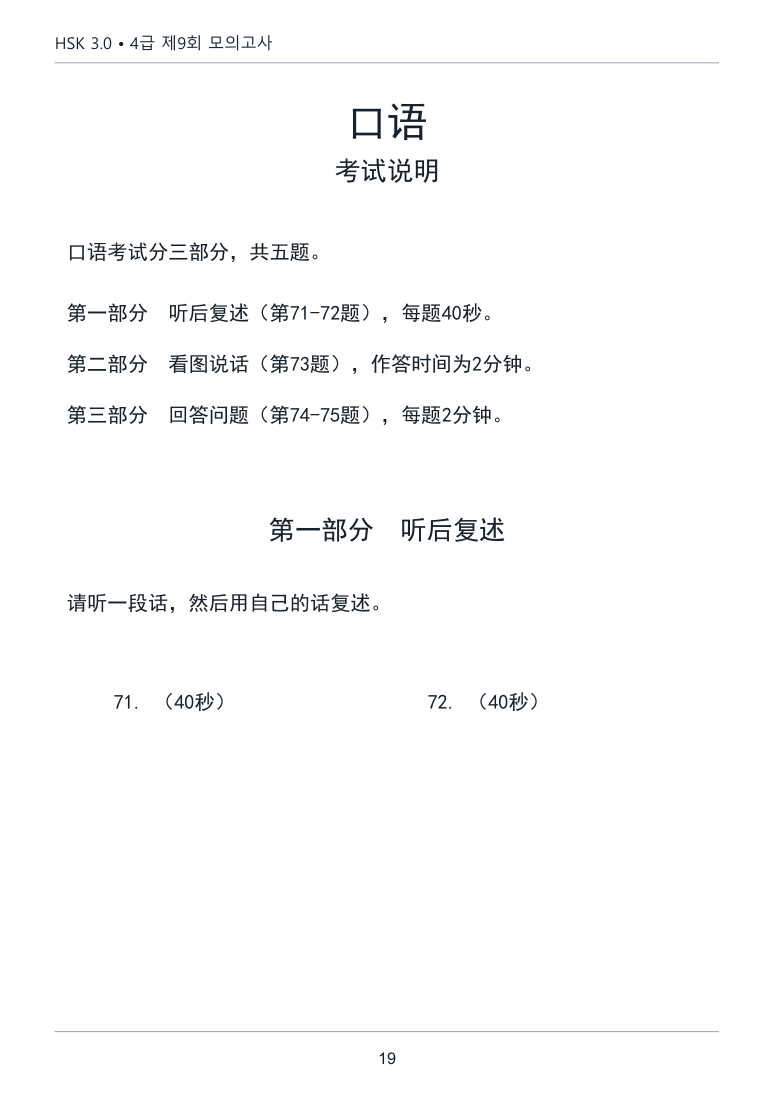 HSK 3.0 • 4급 제9회 모의고사
口语
考试说明
口语考试分三部分，共五题。
第一部分　听后复述（第71-72题），每题40秒。
第二部分　看图说话（第73题），作答时间为2分钟。
第三部分　回答问题（第74-75题），每题2分钟。
第一部分　听后复述
请听一段话，然后用自己的话复述。
71. （40秒）　72. （40秒）
19